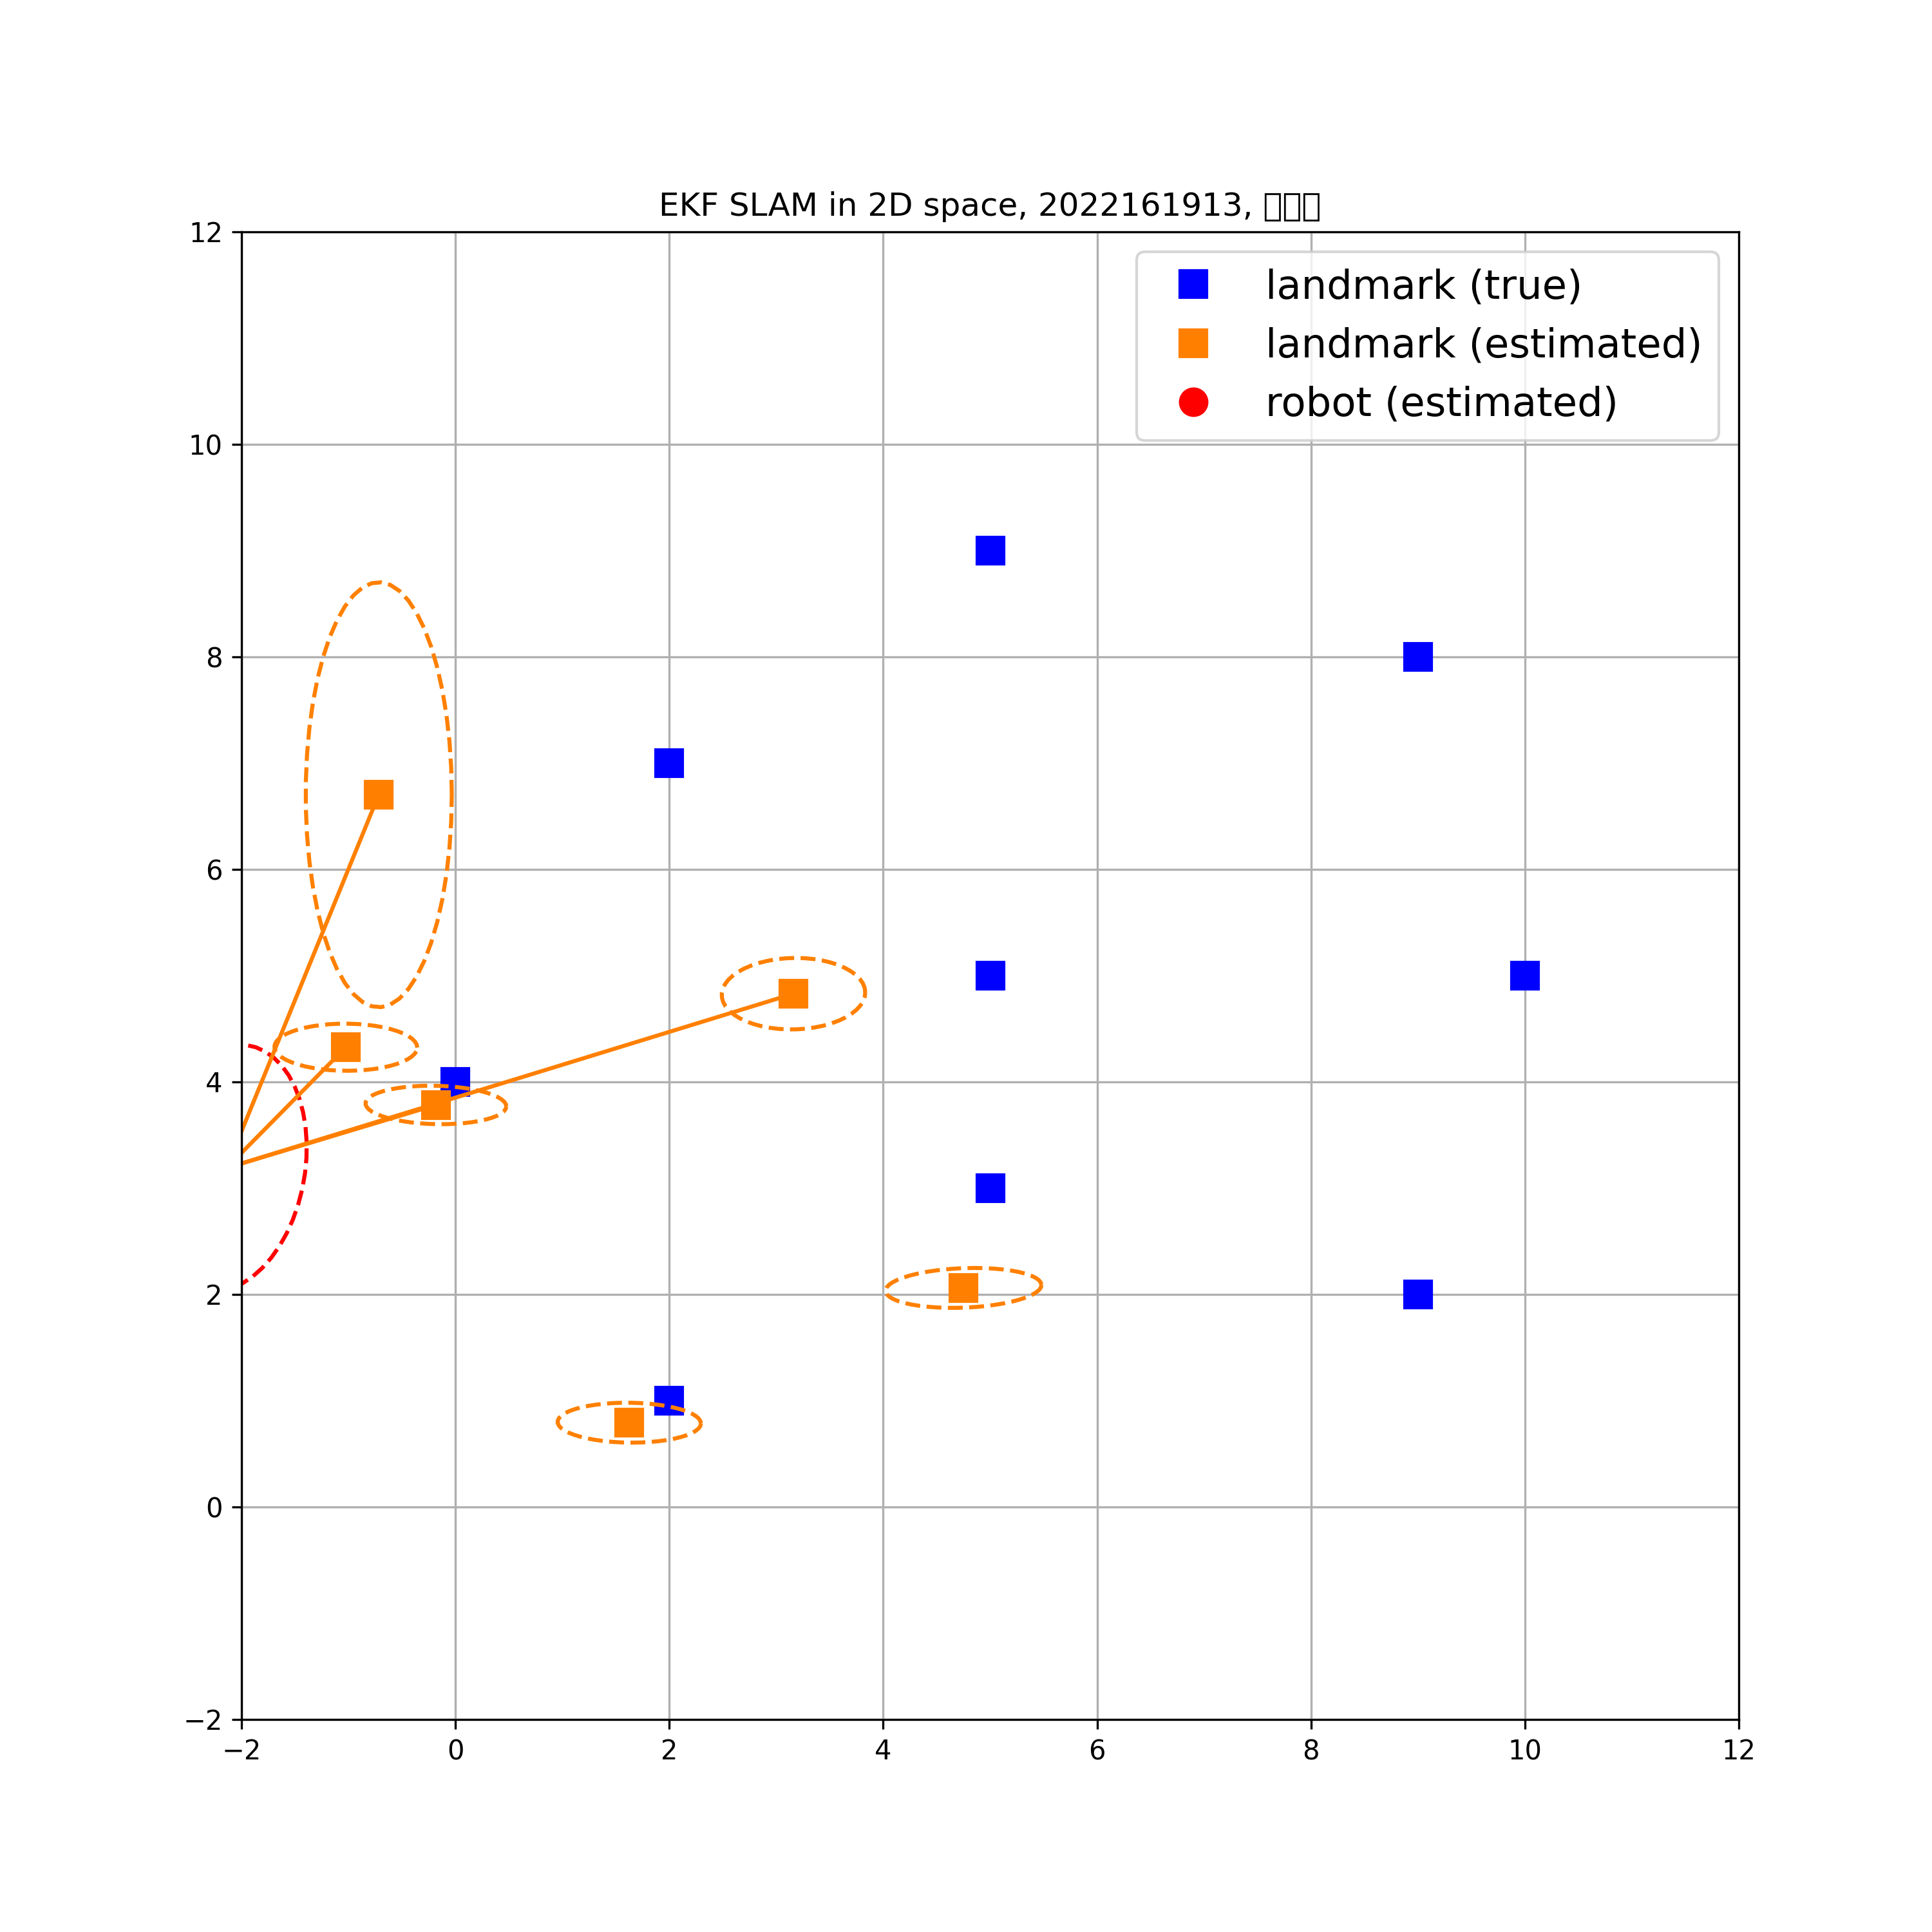 EKF SLAM in 2D space, 2022161913,
12
10
8
6
4
2
0
−2
−2 0 2 4 6 8 10 12
landmark (true)
landmark (estimated)
robot (estimated)